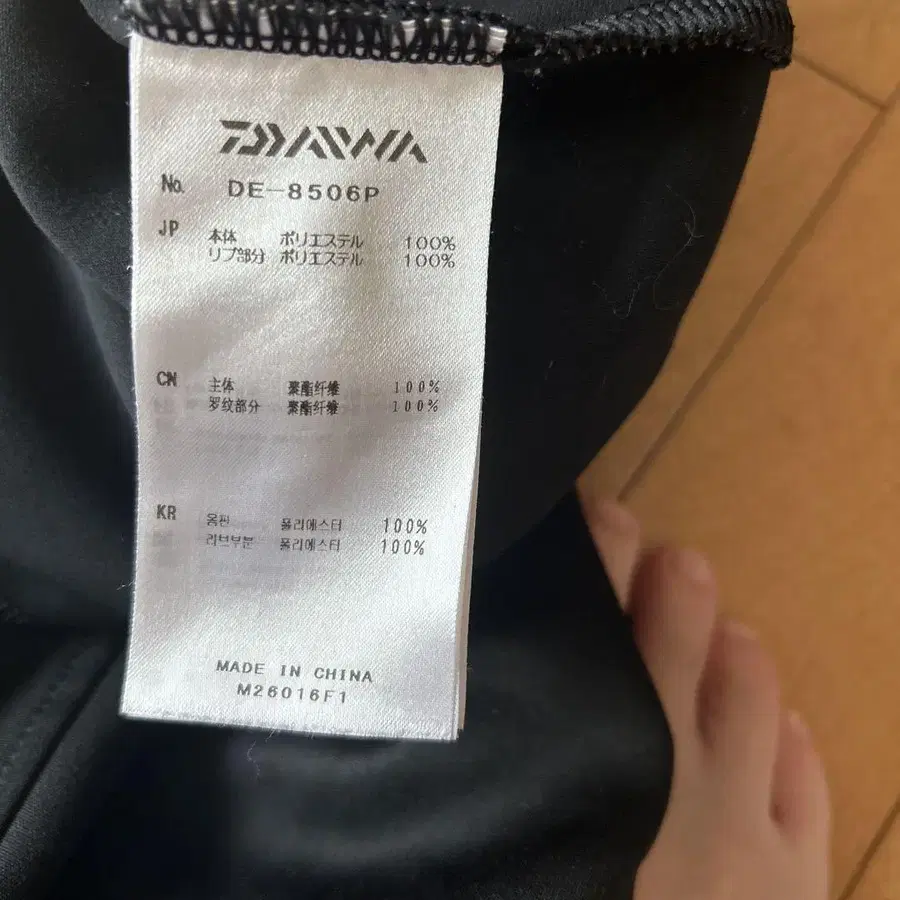 DAIWA
No. DE-8506P
JP 本体 ポリエステル 100%
リブ部分 ポリエステル 100%
CN 主体 聚酯纤维 100%
罗纹部分 聚酯纤维 100%
KR 몸판 폴리에스터 100%
리브부분 폴리에스터 100%
MADE IN CHINA
M26016F1